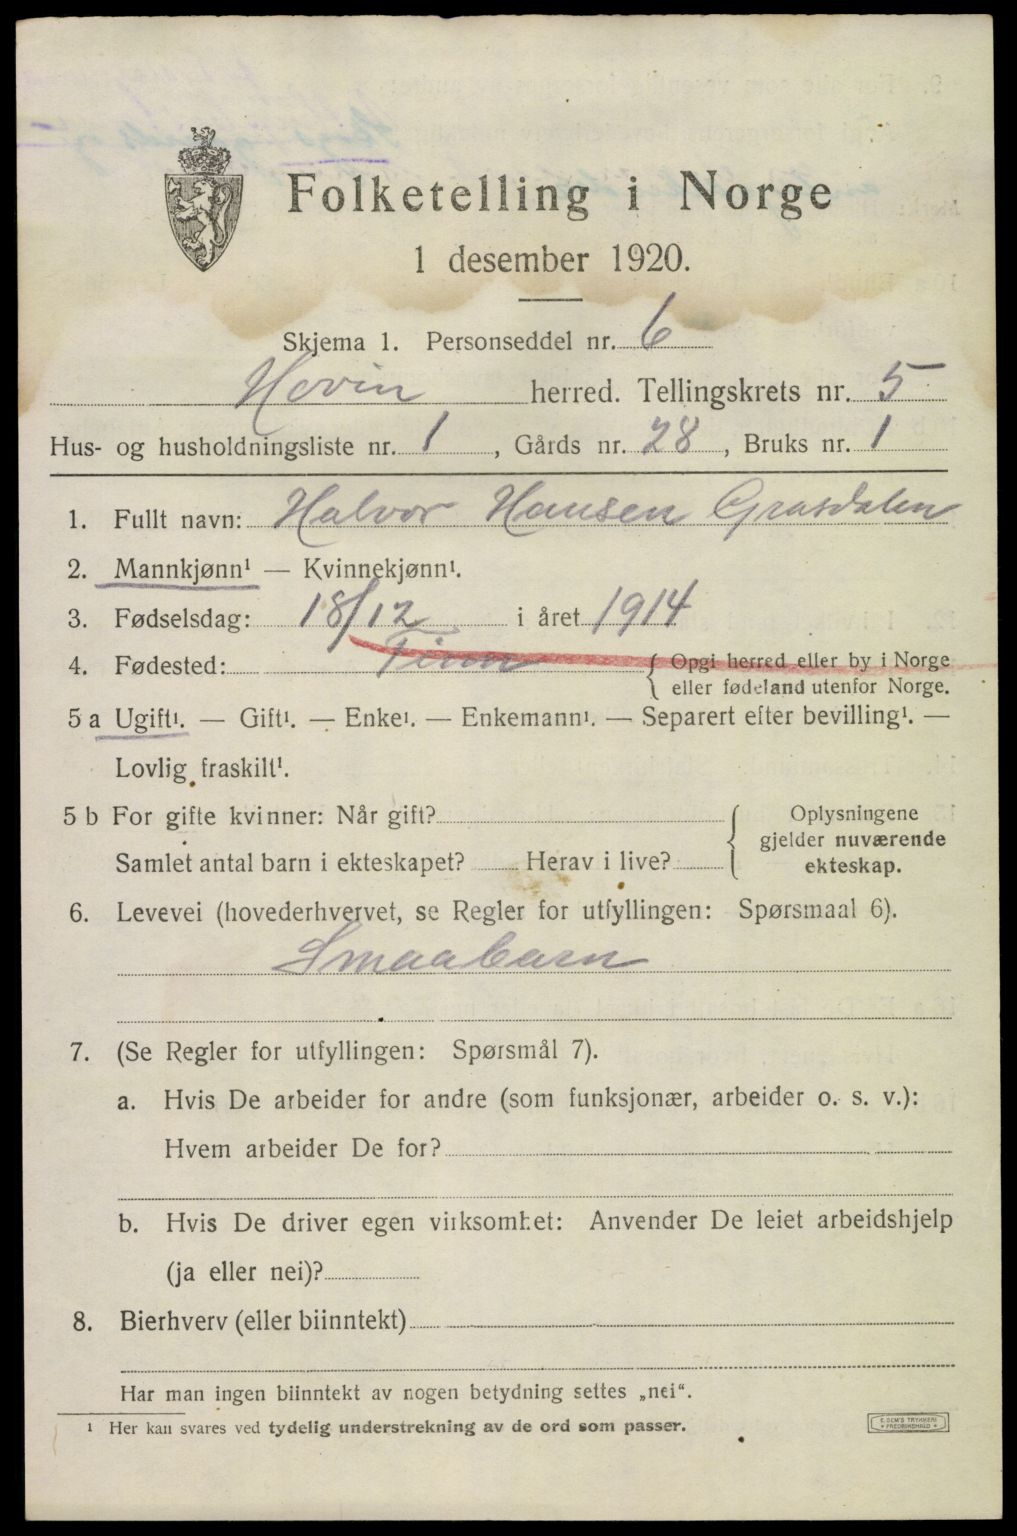 Folketelling i Norge
1 desember 1920.
Skjema 1. Personseddel nr. 6
Hovin herred. Tellingskrets nr. 5
Hus- og husholdningsliste nr. 1, Gårds nr. 28, Bruks nr. 1
1. Fullt navn: Halvor Hansen Grasdalen
2. Mannkjønn¹ — Kvinnekjønn¹.
3. Fødselsdag: 18/12 i året 1914
4. Fødested: Tinn { Opgi herred eller by i Norge
eller fødeland utenfor Norge.
5 a Ugift¹. — Gift¹. — Enke¹. — Enkemann¹. — Separert efter bevilling¹. —
Lovlig fraskilt¹.
5 b For gifte kvinner: Når gift? { Oplysningene
gjelder nuværende
Samlet antal barn i ekteskapet? Herav i live? ekteskap.
6. Levevei (hovederhvervet, se Regler for utfyllingen: Spørsmaal 6).
Smaabarn
7. (Se Regler for utfyllingen: Spørsmål 7).
a. Hvis De arbeider for andre (som funksjonær, arbeider o. s. v.):
Hvem arbeider De for?
b. Hvis De driver egen virksomhet: Anvender De leiet arbeidshjelp
(ja eller nei)?
8. Bierhverv (eller biinntekt)
Har man ingen biinntekt av nogen betydning settes „nei“.
¹ Her kan svares ved tydelig understrekning av de ord som passer.
TRYKKERI
FREDRIKSHALD